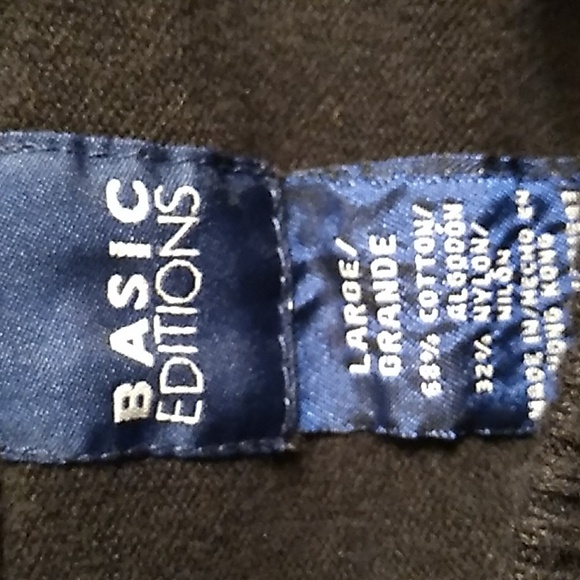 BASIC
EDITIONS
LARGE/
GRANDE
68% COTTON/
ALGODON
32% NYLON/
NILON
MADE IN/HECHO EN
HONG KONG